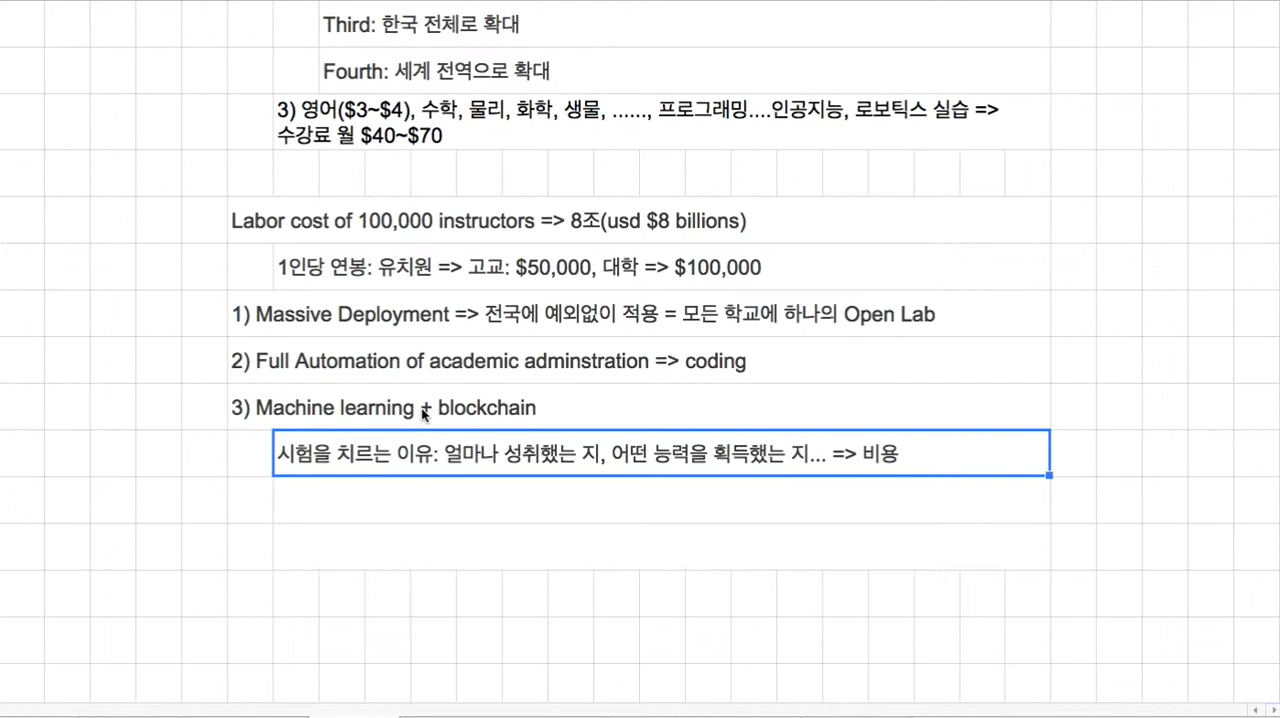 Third: 한국 전체로 확대
Fourth: 세계 전역으로 확대
3) 영어($3~$4), 수학, 물리, 화학, 생물, ......, 프로그래밍....인공지능, 로보틱스 실습 =>
수강료 월 $40~$70
Labor cost of 100,000 instructors => 8조(usd $8 billions)
1인당 연봉: 유치원 => 고교: $50,000, 대학 => $100,000
1) Massive Deployment => 전국에 예외없이 적용 = 모든 학교에 하나의 Open Lab
2) Full Automation of academic adminstration => coding
3) Machine learning + blockchain
시험을 치르는 이유: 얼마나 성취했는 지, 어떤 능력을 획득했는 지... => 비용